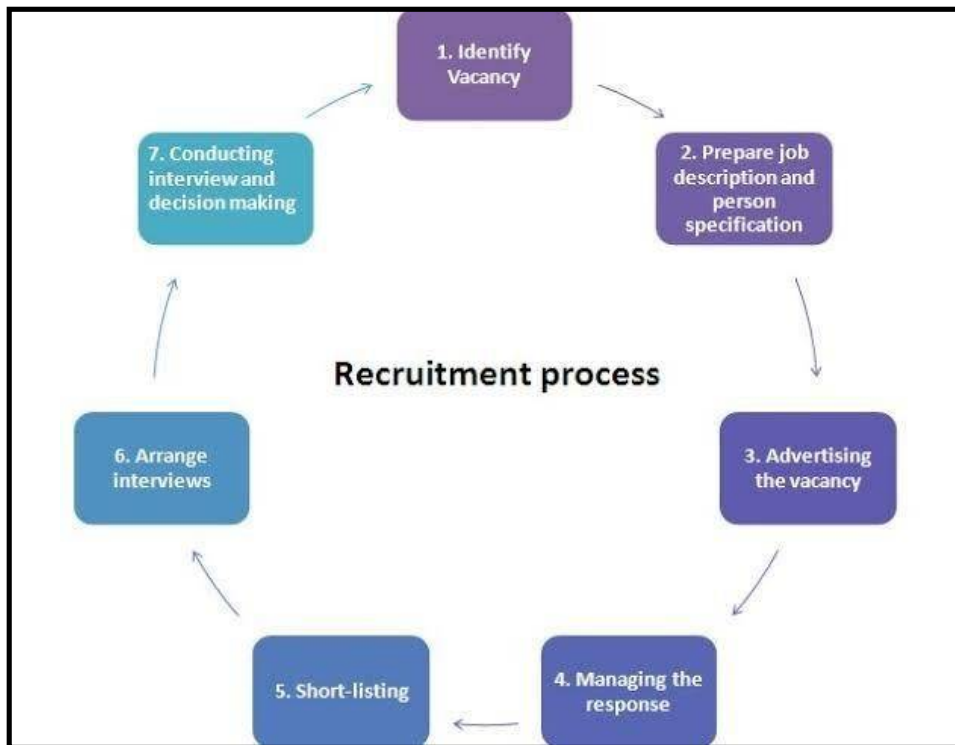 1. Identify
Vacancy
2. Prepare job
description and
person
specification
3. Advertising
the vacancy
4. Managing the
response
5. Short-listing
6. Arrange
interviews
7. Conducting
interview and
decision making
Recruitment process